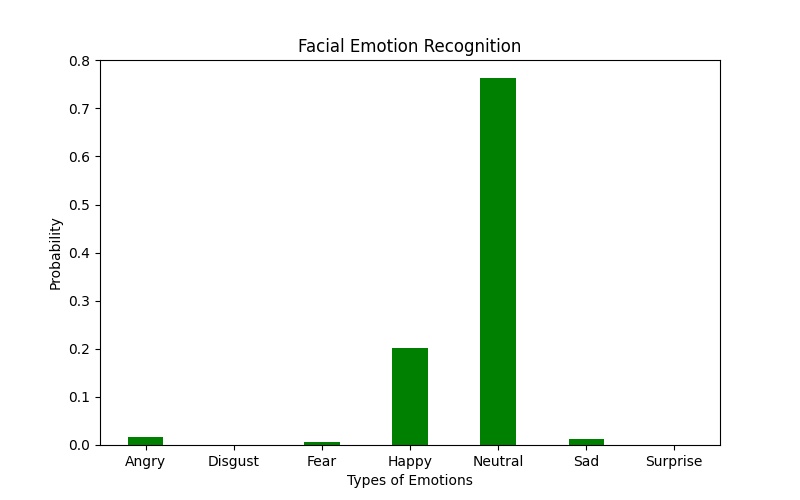 Facial Emotion Recognition
0.8
0.7
0.6
0.5
0.4
0.3
0.2
0.1
0.0
Probability
Angry Disgust Fear Happy Neutral Sad Surprise
Types of Emotions